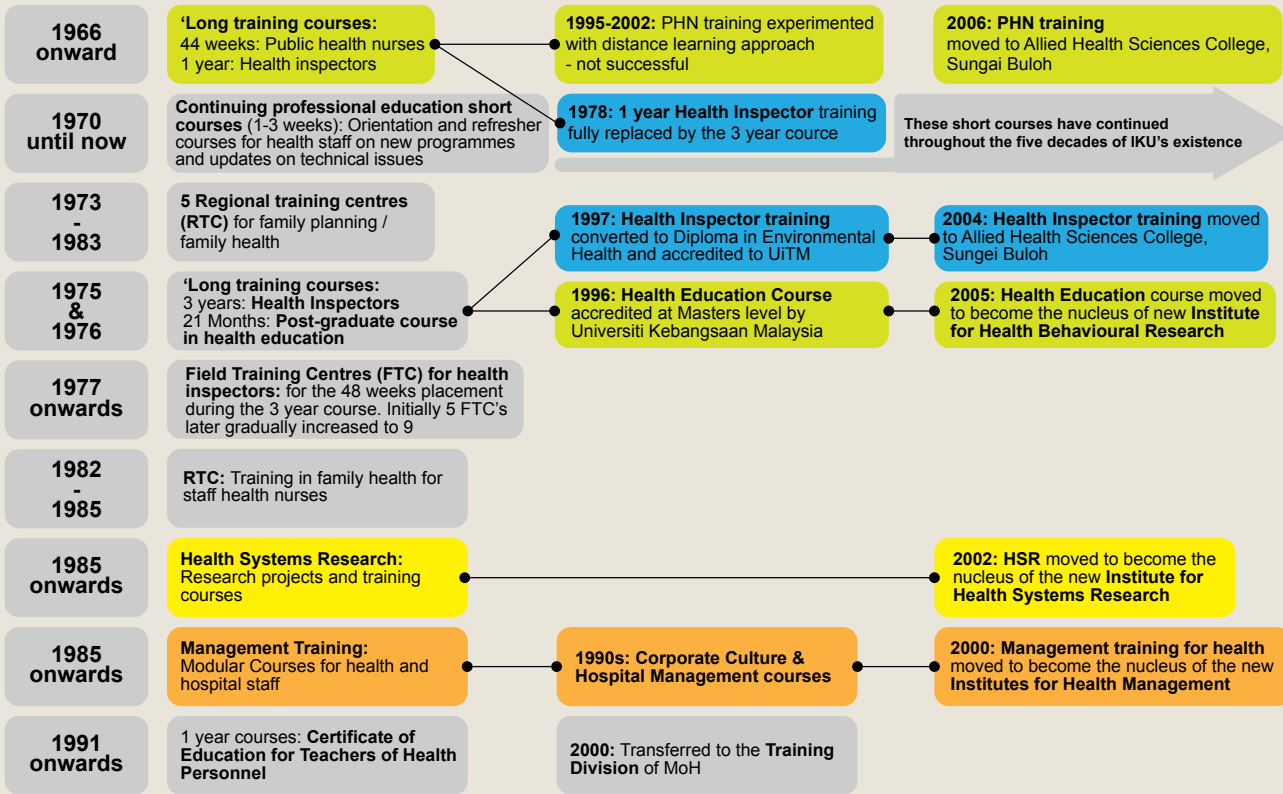 1966
onward
‘Long training courses:
44 weeks: Public health nurses
1 year: Health inspectors
1995-2002: PHN training experimented
with distance learning approach
- not successful
2006: PHN training
moved to Allied Health Sciences College,
Sungai Buloh
1970
until now
Continuing professional education short
courses (1-3 weeks): Orientation and refresher
courses for health staff on new programmes
and updates on technical issues
1978: 1 year Health Inspector training
fully replaced by the 3 year cource
These short courses have continued
throughout the five decades of IKU’s existence
1973
-
1983
5 Regional training centres
(RTC) for family planning /
family health
1997: Health Inspector training
converted to Diploma in Environmental
Health and accredited to UiTM
2004: Health Inspector training moved
to Allied Health Sciences College,
Sungei Buloh
1975
&
1976
‘Long training courses:
3 years: Health Inspectors
21 Months: Post-graduate course
in health education
1996: Health Education Course
accredited at Masters level by
Universiti Kebangsaan Malaysia
2005: Health Education course moved
to become the nucleus of new Institute
for Health Behavioural Research
1977
onwards
Field Training Centres (FTC) for health
inspectors: for the 48 weeks placement
during the 3 year course. Initially 5 FTC’s
later gradually increased to 9
1982
-
1985
RTC: Training in family health for
staff health nurses
1985
onwards
Health Systems Research:
Research projects and training
courses
2002: HSR moved to become the
nucleus of the new Institute for
Health Systems Research
1985
onwards
Management Training:
Modular Courses for health and
hospital staff
1990s: Corporate Culture &
Hospital Management courses
2000: Management training for health
moved to become the nucleus of the new
Institutes for Health Management
1991
onwards
1 year courses: Certificate of
Education for Teachers of Health
Personnel
2000: Transferred to the Training
Division of MoH